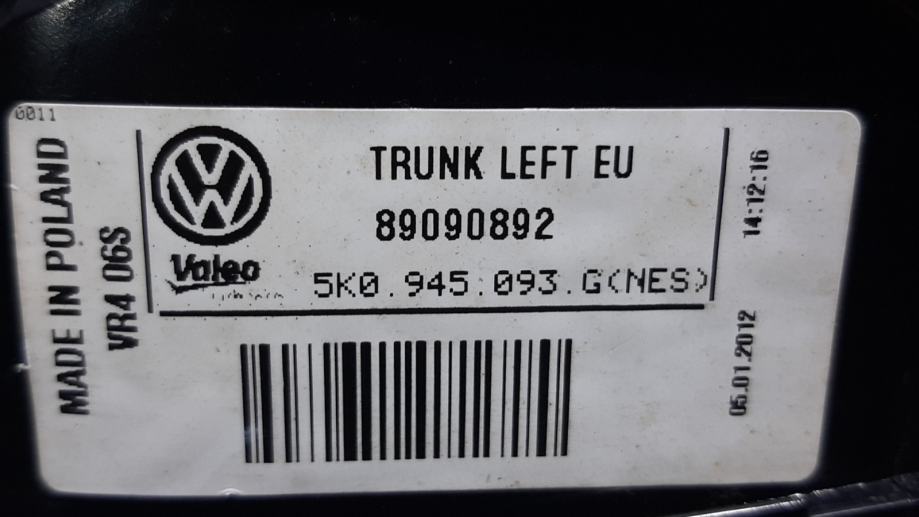 6011
MADE IN POLAND
VR4 06S
Valeo
TRUNK LEFT EU
89090892
5K0.945.093.G(NES)
14:12:16
05.01.2012